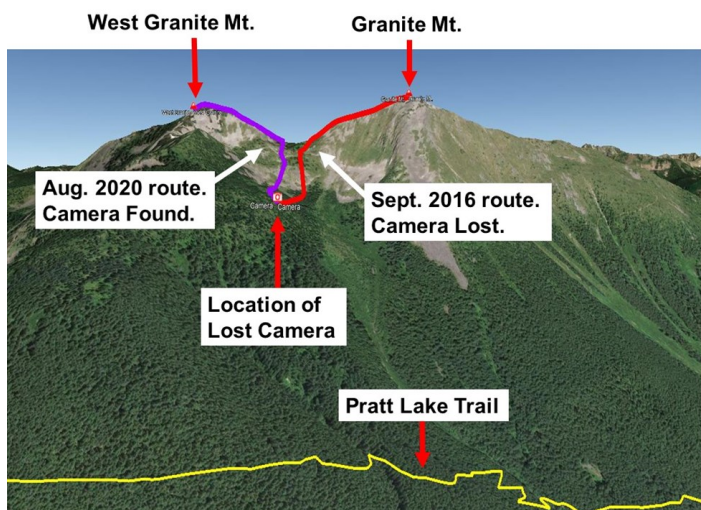 West Granite Mt.
Granite Mt.
Aug. 2020 route.
Camera Found.
Sept. 2016 route.
Camera Lost.
Camera
Camera
Location of
Lost Camera
Pratt Lake Trail